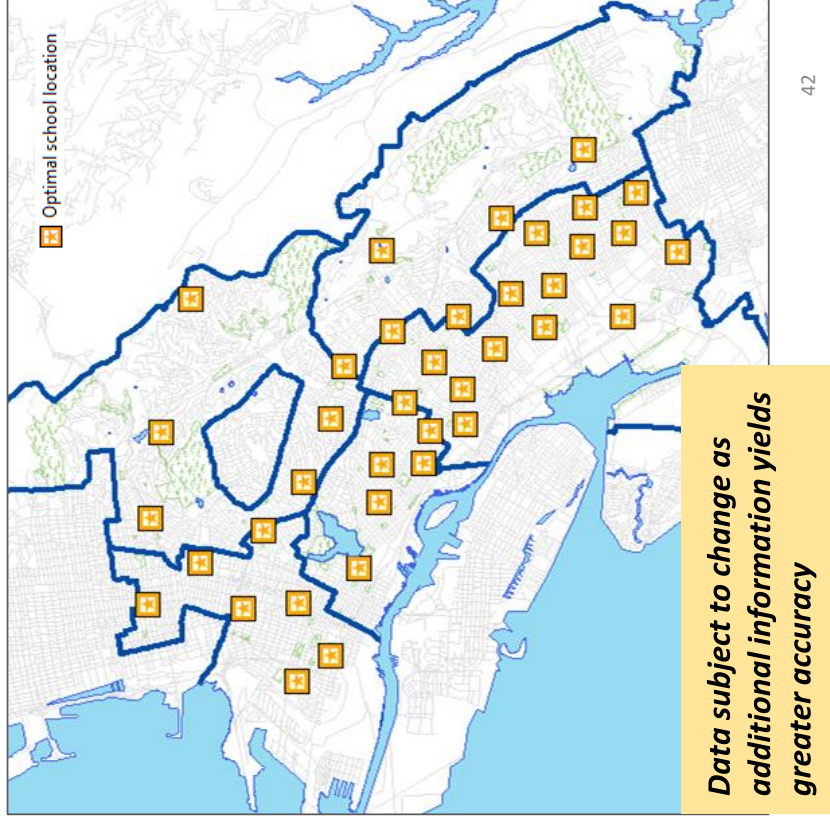 Optimal school location
Data subject to change as
additional information yields
greater accuracy
42